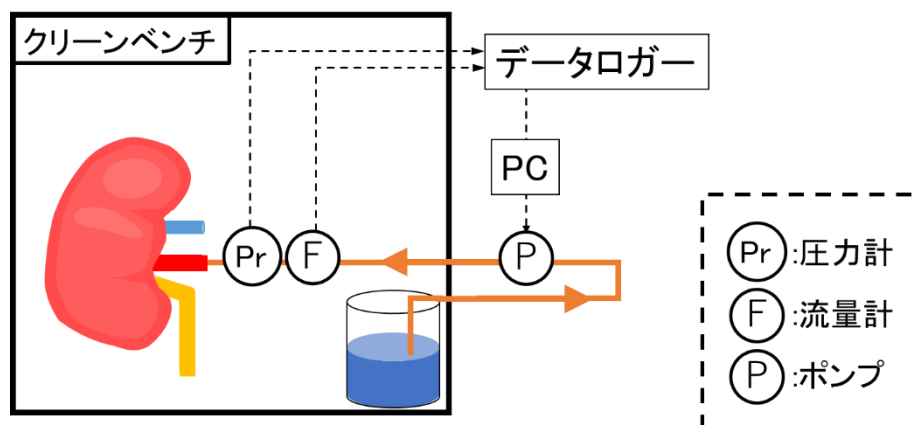 クリーンベンチ
データロガー
PC
Pr
F
P
Pr:圧力計
F:流量計
P:ポンプ